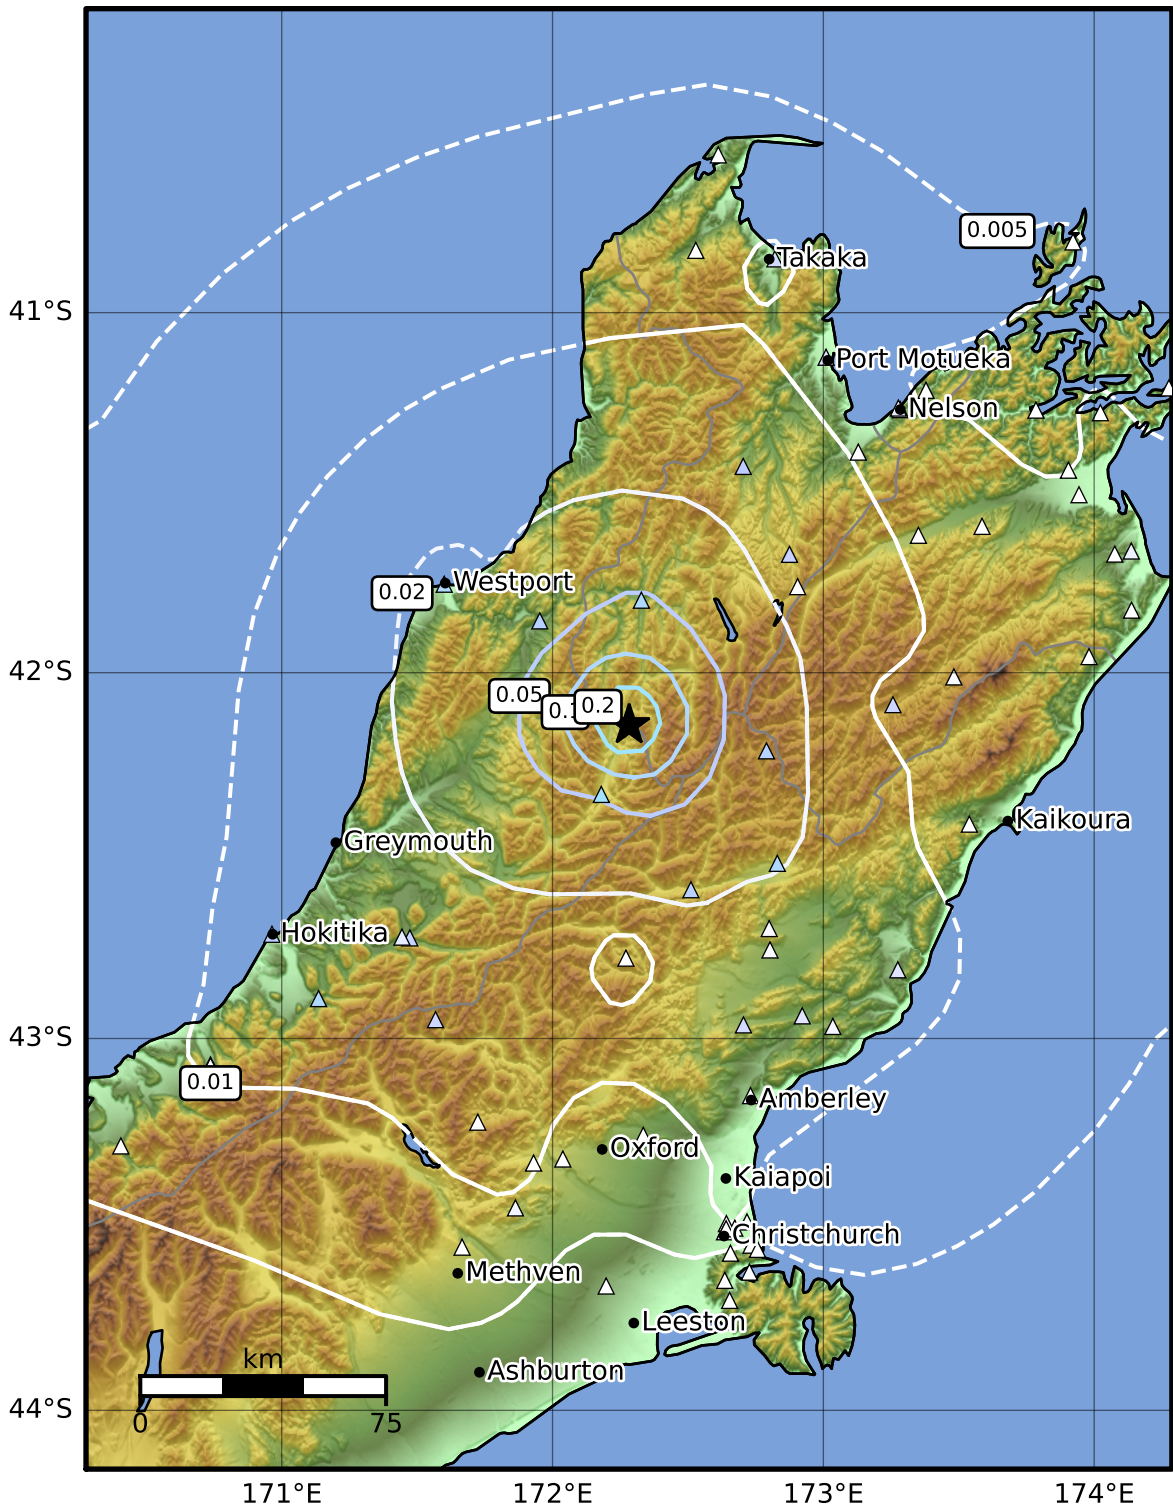 0.005
Takaka
41°S
Port Motueka
Nelson
Westport
0.02
42°S
0.05
0.2
Kaikoura
Greymouth
Hokitika
43°S
0.01
Amberley
Oxford
Kaiapoi
Christchurch
Methven
Leeston
km
Ashburton
44°S
0
75
171°E
172°E
173°E
174°E